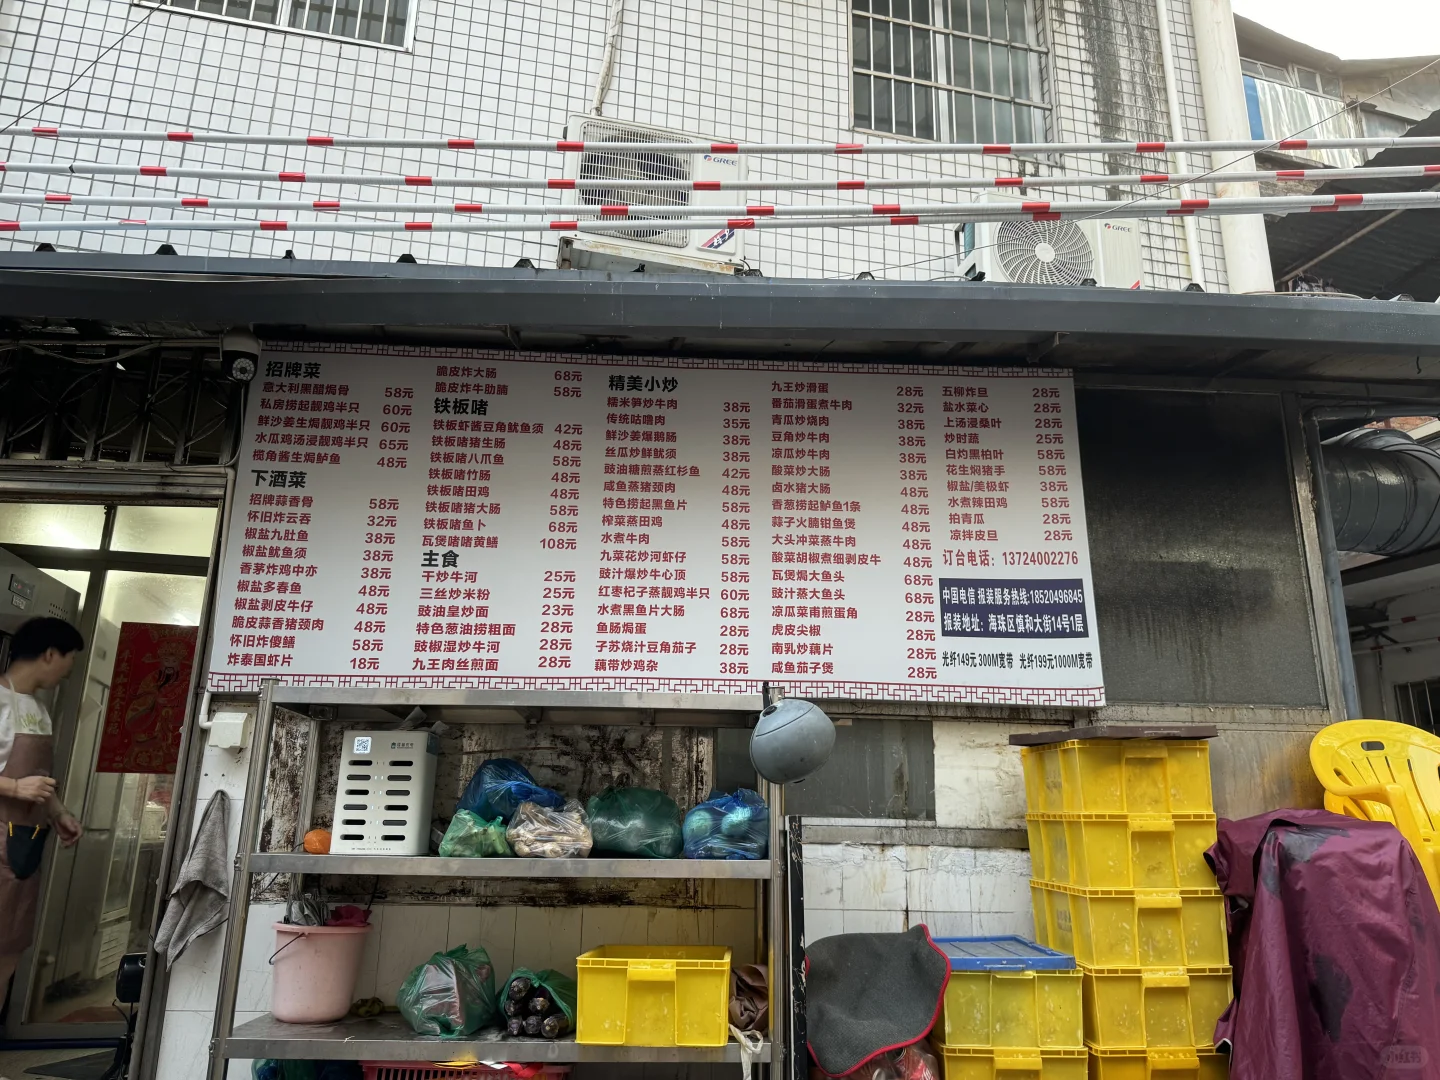 GREE
GREE
招牌菜
意大利黑醋焗骨 58元
私房捞起靓鸡半只 60元
鲜沙姜生焗靓鸡半只 60元
水瓜鸡汤浸靓鸡半只 65元
榄角酱生焗鲈鱼 48元
下酒菜
招牌蒜香骨 58元
怀旧炸云吞 32元
椒盐九肚鱼 38元
椒盐鱿鱼须 38元
香茅炸鸡中亦 38元
椒盐多春鱼 48元
椒盐剥皮牛仔 48元
脆皮蒜香猪颈肉 48元
怀旧炸傻鳝 58元
炸泰国虾片 18元
脆皮炸大肠 68元
脆皮炸牛肋腩 58元
铁板啫
铁板虾酱豆角鱿鱼须 42元
铁板啫猪生肠 48元
铁板啫八爪鱼 58元
铁板啫竹肠 48元
铁板啫田鸡 48元
铁板啫猪大肠 58元
铁板啫鱼卜 68元
瓦煲啫啫黄鳝 108元
主食
干炒牛河 25元
三丝炒米粉 25元
豉油皇炒面 23元
特色葱油捞粗面 28元
豉椒湿炒牛河 28元
九王肉丝煎面 28元
精美小炒
糯米笋炒牛肉 38元
传统咕噜肉 35元
鲜沙姜爆鹅肠 38元
丝瓜炒鲜鱿须 38元
豉油糖煎蒸红杉鱼 42元
咸鱼蒸猪颈肉 48元
特色捞起黑鱼片 58元
榨菜蒸田鸡 48元
水煮牛肉 58元
九菜花炒河虾仔 58元
豉汁爆炒牛心顶 58元
红枣杞子蒸靓鸡半只 60元
水煮黑鱼片大肠 68元
鱼肠焗蛋 28元
子苏烧汁豆角茄子 28元
藕带炒鸡杂 38元
九王炒滑蛋 28元
番茄滑蛋煮牛肉 32元
青瓜炒烧肉 38元
豆角炒牛肉 38元
凉瓜炒牛肉 38元
酸菜炒大肠 38元
卤水猪大肠 48元
香葱捞起鲈鱼1条 48元
蒜子火腩钳鱼煲 48元
大头冲菜蒸牛肉 48元
酸菜胡椒煮细剥皮牛 48元
瓦煲焗大鱼头 68元
豉汁蒸大鱼头 68元
凉瓜菜甫煎蛋角 28元
虎皮尖椒 28元
南乳炒藕片 28元
咸鱼茄子煲 28元
五柳炸旦 28元
盐水菜心 28元
上汤浸桑叶 28元
炒时蔬 25元
白灼黑柏叶 58元
花生焖猪手 58元
椒盐/美极虾 38元
水煮辣田鸡 58元
拍青瓜 28元
凉拌皮旦 28元
订台电话：13724002276
中国电信 报装服务热线:18520496845
报装地址：海珠区慎和大街14号1层
光纤149元 300M宽带 光纤199元1000M宽带
小红书